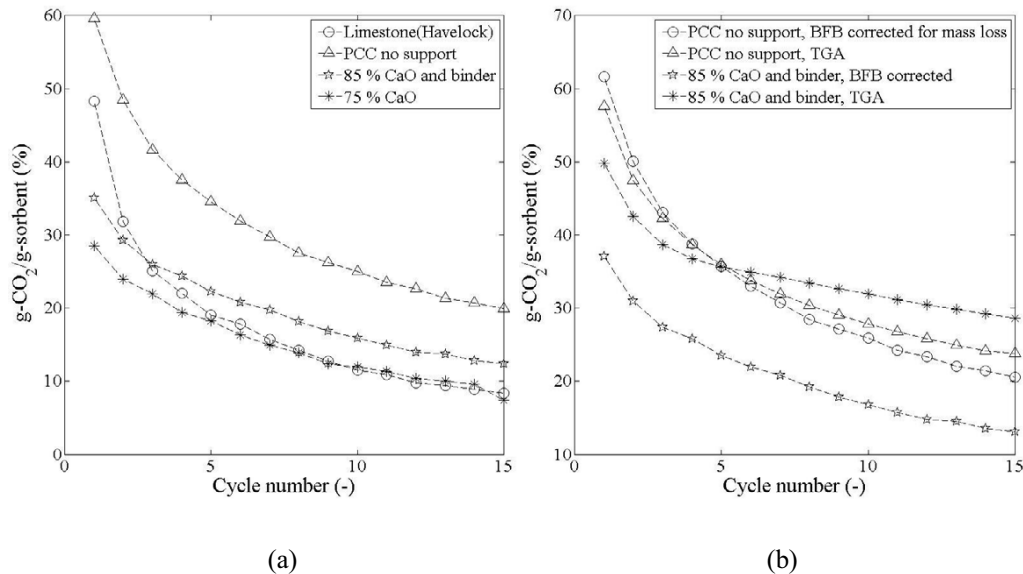 60
50
40
30
20
10
0
0
5
10
15
g-CO2/g-sorbent (%)
Cycle number (-)
Limestone(Havelock)
PCC no support
85 % CaO and binder
75 % CaO
(a)
70
60
50
40
30
20
10
0
5
10
15
g-CO2/g-sorbent (%)
Cycle number (-)
PCC no support, BFB corrected for mass loss
PCC no support, TGA
85 % CaO and binder, BFB corrected
85 % CaO and binder, TGA
(b)